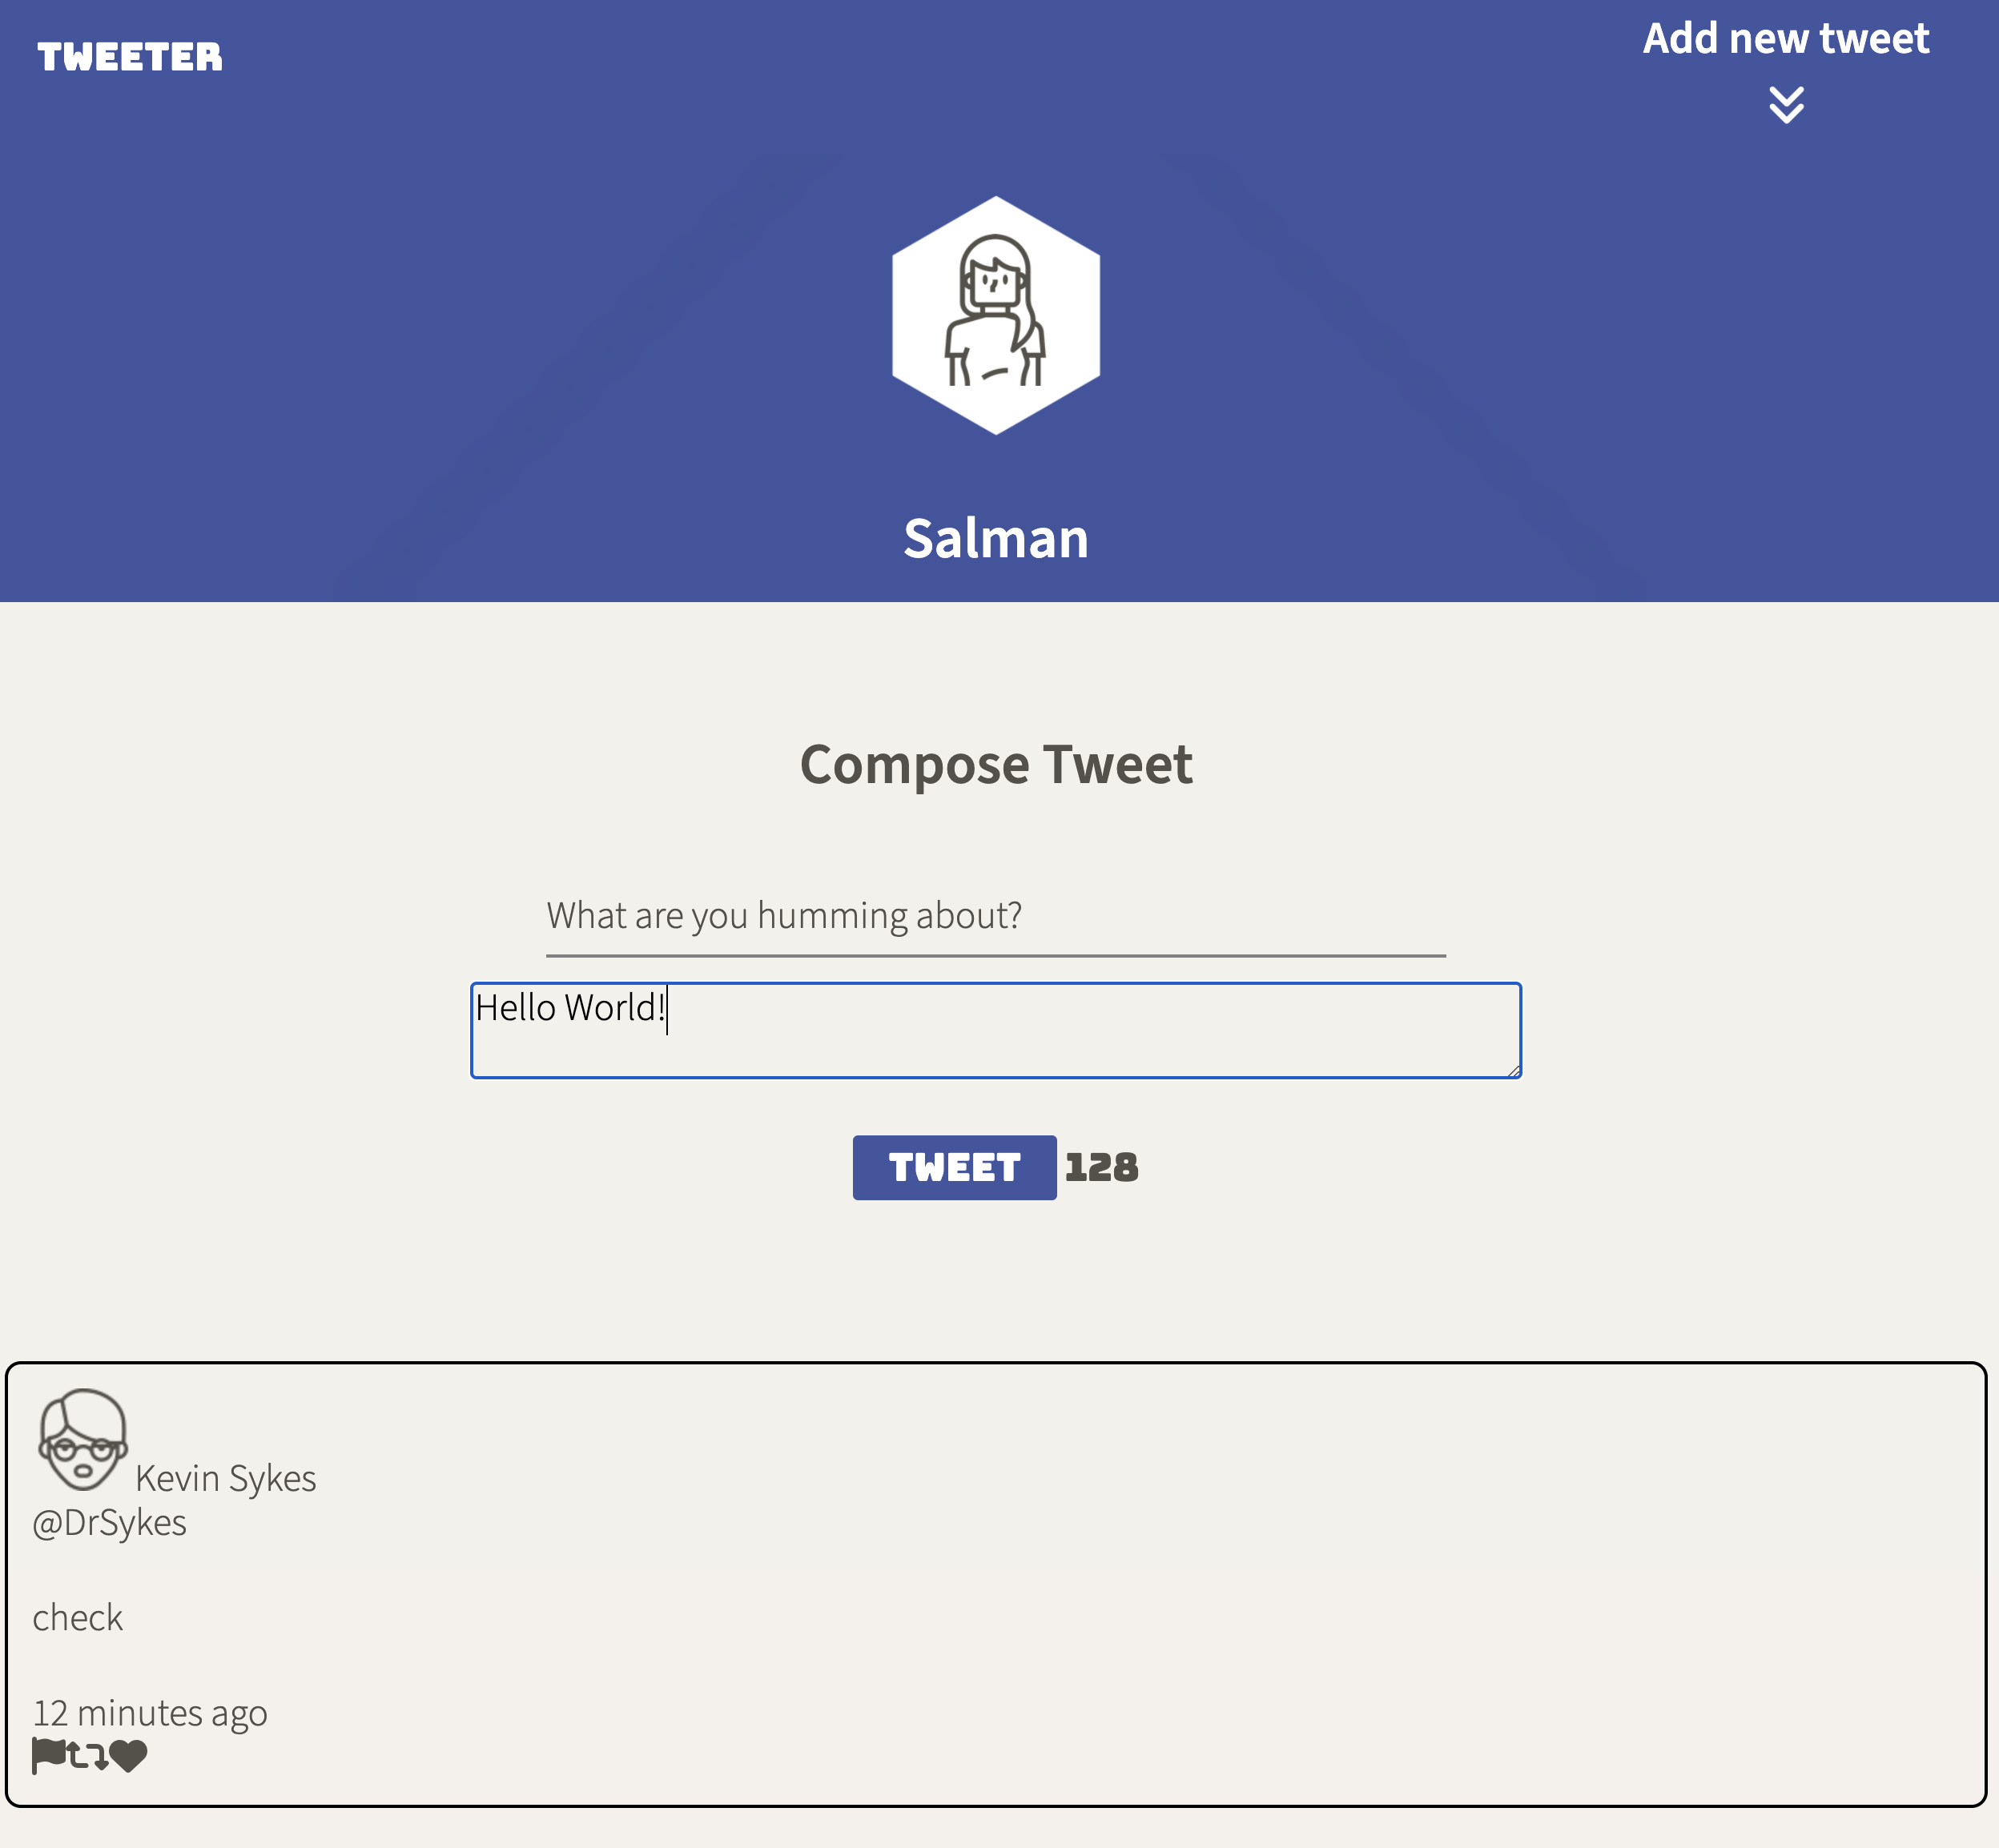 TWEETER
Add new tweet
Salman
Compose Tweet
What are you humming about?
Hello World!
TWEET 128
Kevin Sykes
@DrSykes
check
12 minutes ago